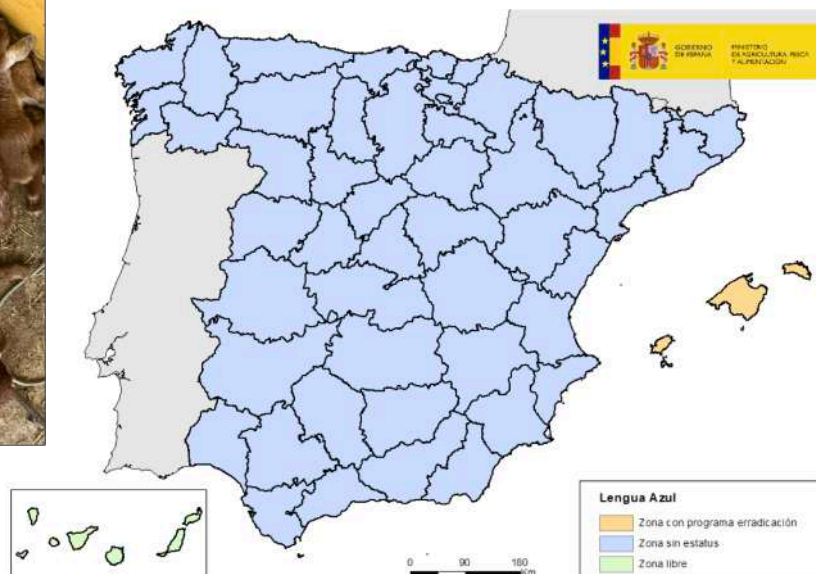 GOBIERNO
DE ESPAÑA
MINISTERIO
DE AGRICULTURA, PESCA
Y ALIMENTACIÓN
Lengua Azul
Zona con programa erradicación
Zona sin estatus
Zona libre
0 90 180
Km